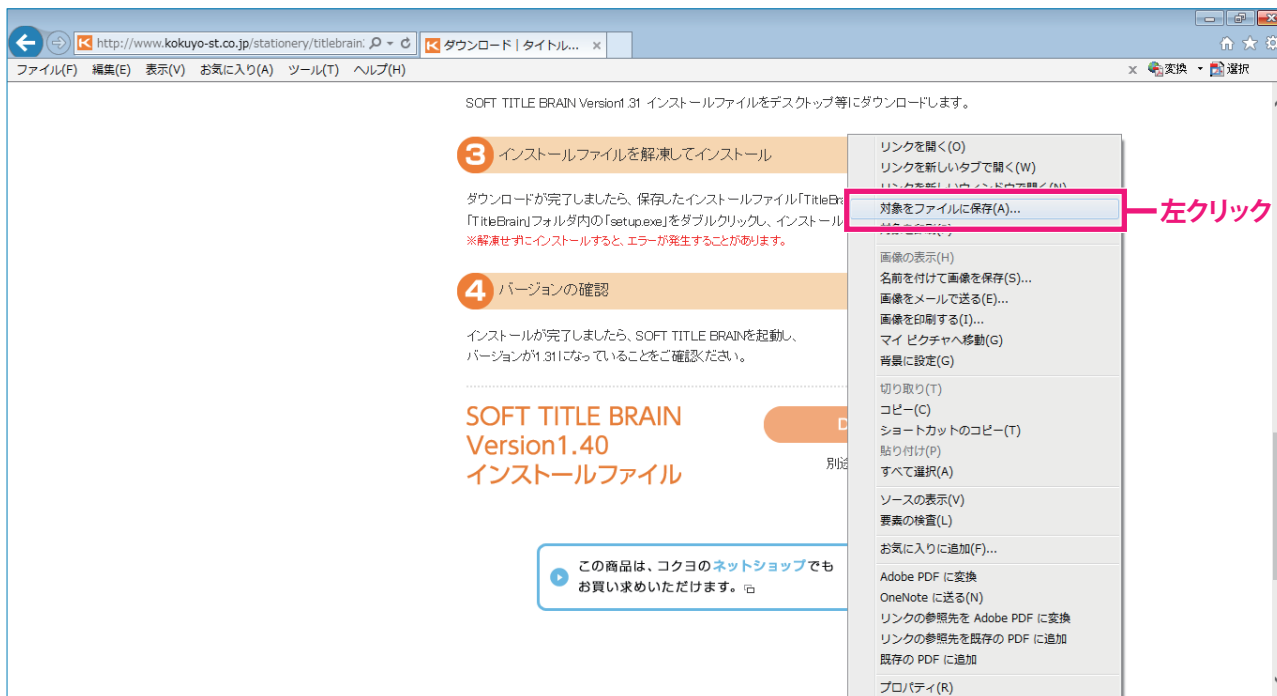 http://www.kokuyo-st.co.jp/stationery/titlebrain
ダウンロード | タイトル...
ファイル(F) 編集(E) 表示(V) お気に入り(A) ツール(T) ヘルプ(H)
変換 選択
SOFT TITLE BRAIN Version1.31 インストールファイルをデスクトップ等にダウンロードします。
3 インストールファイルを解凍してインストール
ダウンロードが完了しましたら、保存したインストールファイル「TitleBra
「TitleBrain」フォルダ内の「setup.exe」をダブルクリックし、インストール
※解凍せずにインストールすると、エラーが発生することがあります。
4 バージョンの確認
インストールが完了しましたら、SOFT TITLE BRAINを起動し、
バージョンが1.31になっていることをご確認ください。
SOFT TITLE BRAIN
Version1.40
インストールファイル
D
別途
この商品は、コクヨのネットショップでも
お買い求めいただけます。
リンクを開く(O)
リンクを新しいタブで開く(W)
リンクを新しいウィンドウで開く(N)
対象をファイルに保存(A)...
左クリック
画像の表示(H)
名前を付けて画像を保存(S)...
画像をメールで送る(E)...
画像を印刷する(I)...
マイ ピクチャへ移動(G)
背景に設定(G)
切り取り(T)
コピー(C)
ショートカットのコピー(T)
貼り付け(P)
すべて選択(A)
ソースの表示(V)
要素の検査(L)
お気に入りに追加(F)...
Adobe PDF に変換
OneNote に送る(N)
リンクの参照先を Adobe PDF に変換
リンクの参照先を既存の PDF に追加
既存の PDF に追加
プロパティ(R)